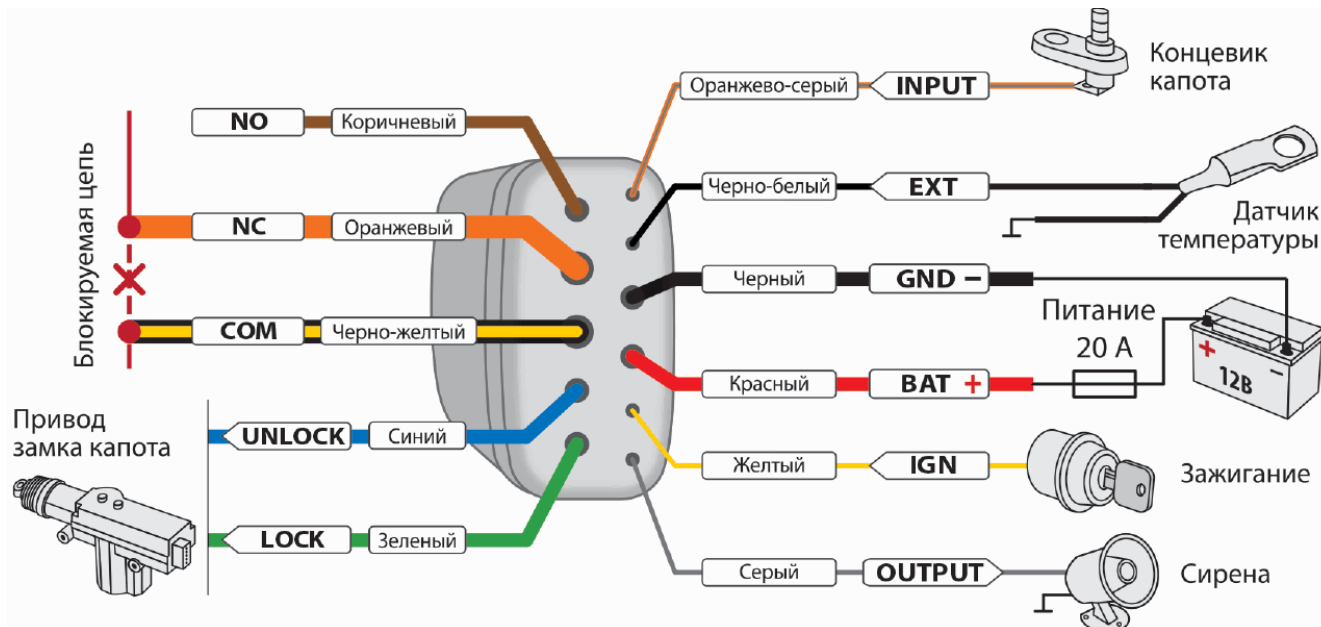 Блокируемая цепь
NO
Коричневый
NC
Оранжевый
COM
Черно-желтый
Привод
замка капота
UNLOCK
Синий
LOCK
Зеленый
Оранжево-серый
INPUT
Концевик
капота
Черно-белый
EXT
Датчик
температуры
Черный
GND −
Питание
20 А
Красный
BAT +
+
−
12В
Желтый
IGN
Зажигание
Серый
OUTPUT
Сирена